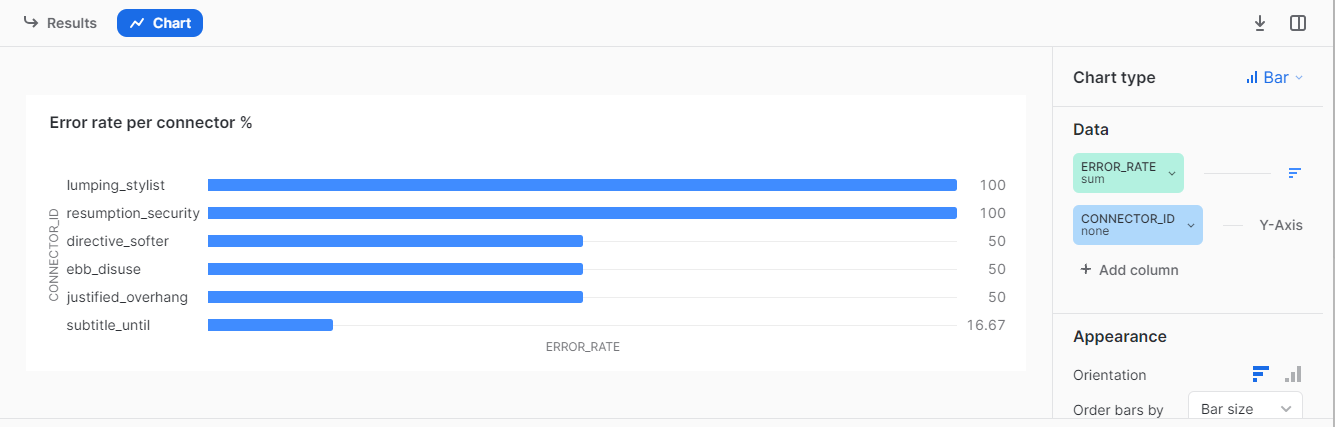 Results
Chart
Error rate per connector %
CONNECTOR_ID
lumping_stylist 100
resumption_security 100
directive_softer 50
ebb_disuse 50
justified_overhang 50
subtitle_until 16.67
ERROR_RATE
Chart type
Bar
Data
ERROR_RATE
sum
CONNECTOR_ID
none
Y-Axis
+ Add column
Appearance
Orientation
Order bars by
Bar size